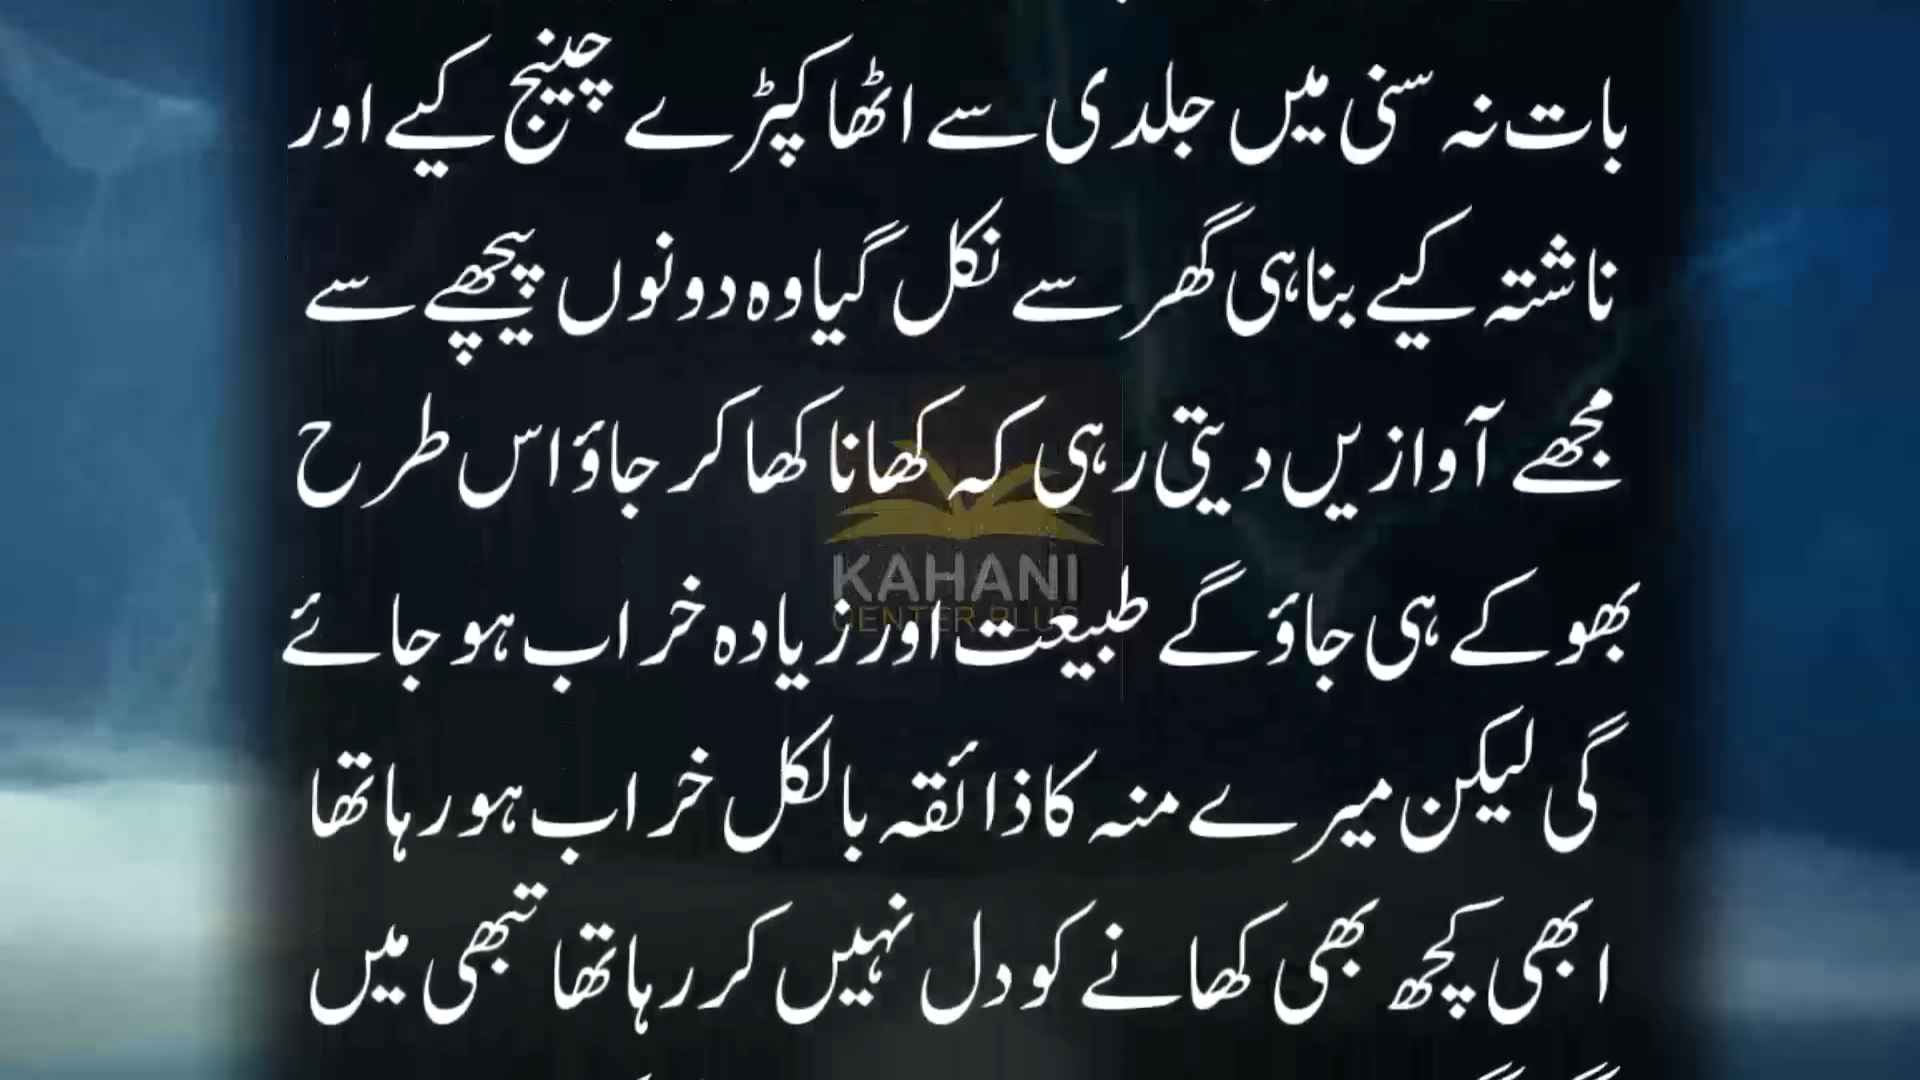 بات نہ سنی میں جلدی سے اٹھا کپڑے چینج کیے اور
ناشتہ کیے بنا ہی گھر سے نکل گیا وہ دونوں پیچھے سے
مجھے آوازیں دیتی رہی کہ کھانا کھا کر جاؤ اس طرح
KAHANI
CENTER PLUS
بھوکے ہی جاؤ گے طبیعت اور زیادہ خراب ہو جائے
گی لیکن میرے منہ کا ذائقہ بالکل خراب ہو رہا تھا
ابھی کچھ بھی کھانے کو دل نہیں کر رہا تھا تبھی میں